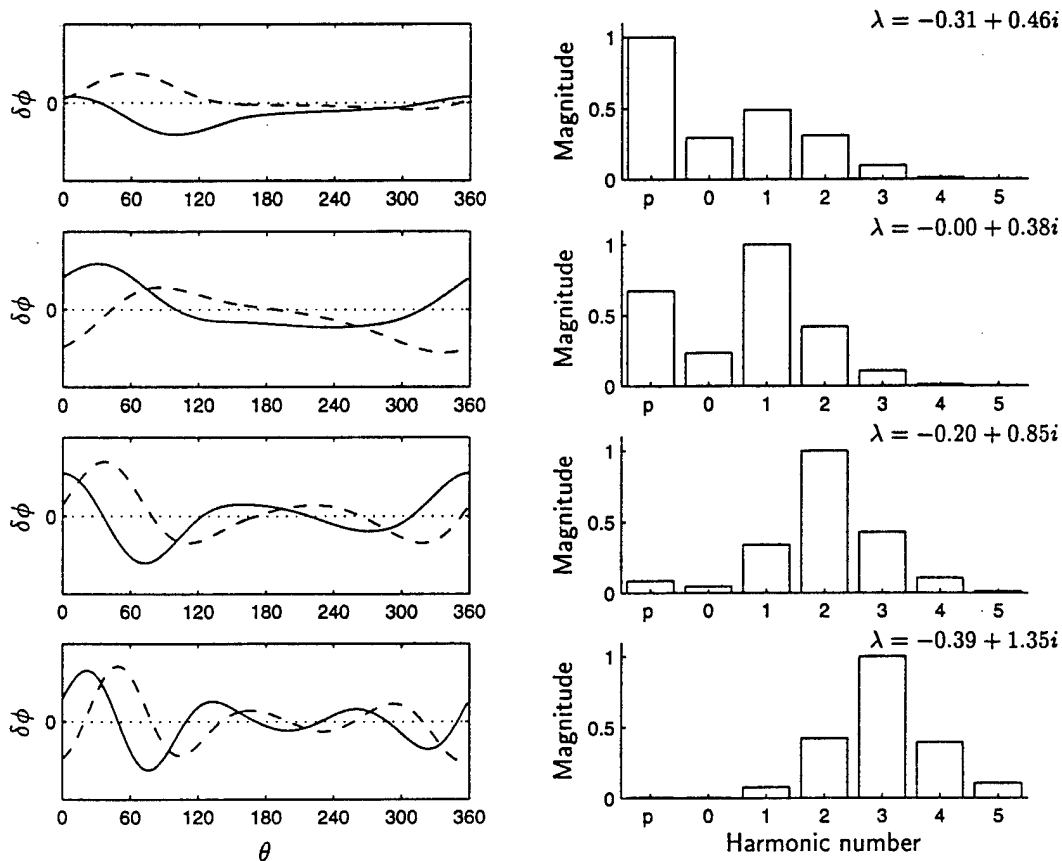 δφ
0
0 60 120 180 240 300 360
Magnitude
1
0.5
0
p 0 1 2 3 4 5
λ = −0.31 + 0.46i
δφ
0
0 60 120 180 240 300 360
Magnitude
1
0.5
0
p 0 1 2 3 4 5
λ = −0.00 + 0.38i
δφ
0
0 60 120 180 240 300 360
Magnitude
1
0.5
0
p 0 1 2 3 4 5
λ = −0.20 + 0.85i
δφ
0
0 60 120 180 240 300 360
θ
Magnitude
1
0.5
0
p 0 1 2 3 4 5
λ = −0.39 + 1.35i
Harmonic number